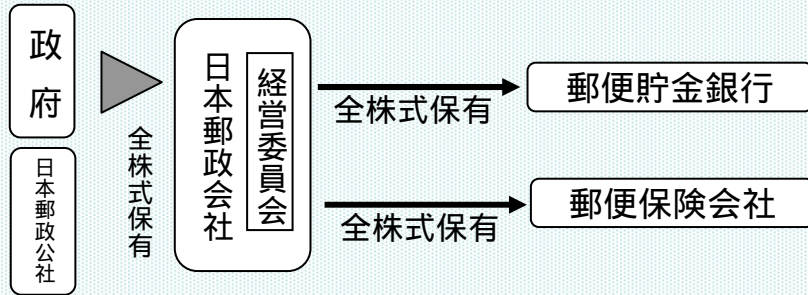 政府
日本郵政公社
全株式保有
日本郵政会社
経営委員会
全株式保有
郵便貯金銀行
全株式保有
郵便保険会社